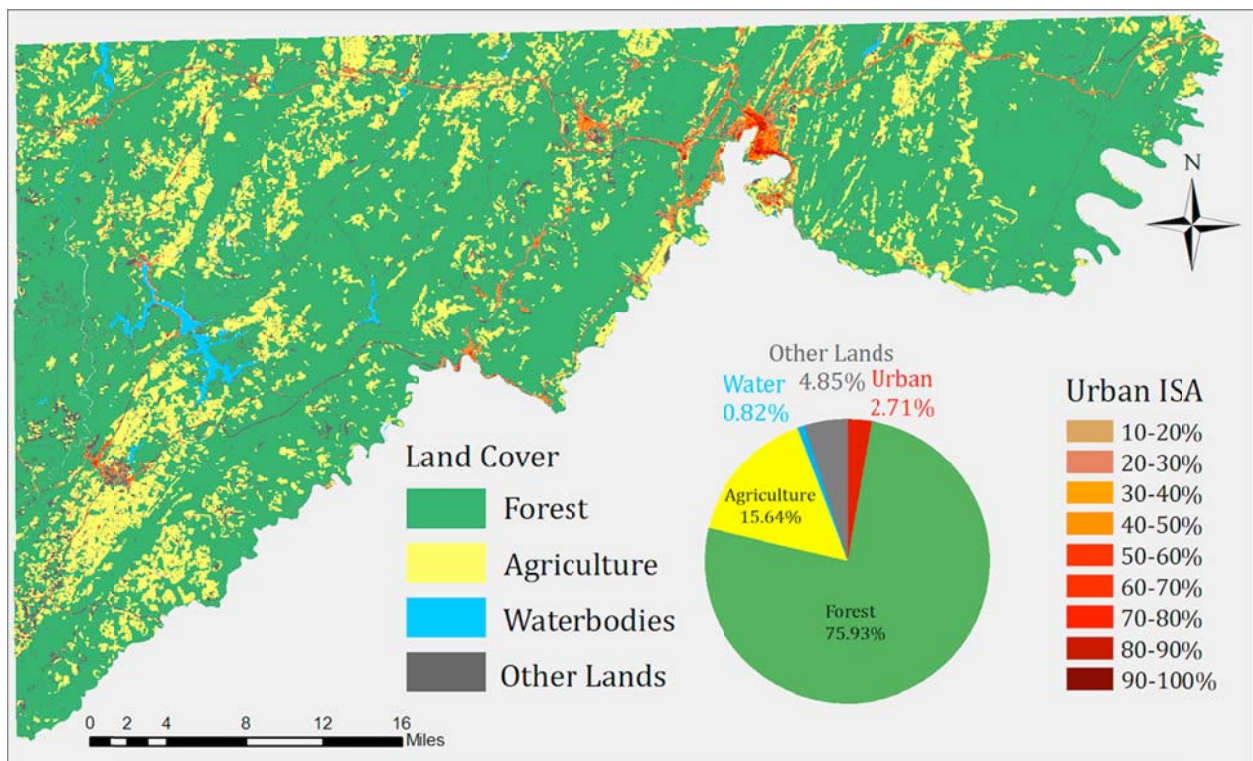 N
Other Lands
4.85%
Water
0.82%
Urban
2.71%
Agriculture
15.64%
Forest
75.93%
Land Cover
Forest
Agriculture
Waterbodies
Other Lands
Urban ISA
10-20%
20-30%
30-40%
40-50%
50-60%
60-70%
70-80%
80-90%
90-100%
0 2 4 8 12 16
Miles